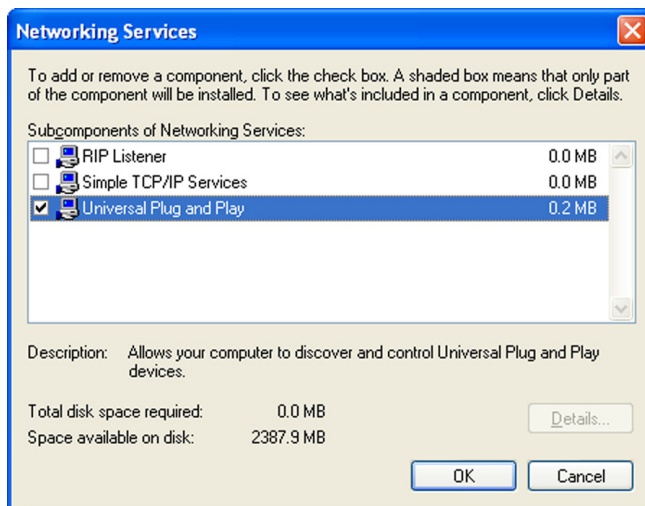 Networking Services
To add or remove a component, click the check box. A shaded box means that only part
of the component will be installed. To see what's included in a component, click Details.
Subcomponents of Networking Services:
RIP Listener 0.0 MB
Simple TCP/IP Services 0.0 MB
Universal Plug and Play 0.2 MB
Description: Allows your computer to discover and control Universal Plug and Play
devices.
Total disk space required: 0.0 MB
Details...
Space available on disk: 2387.9 MB
OK Cancel